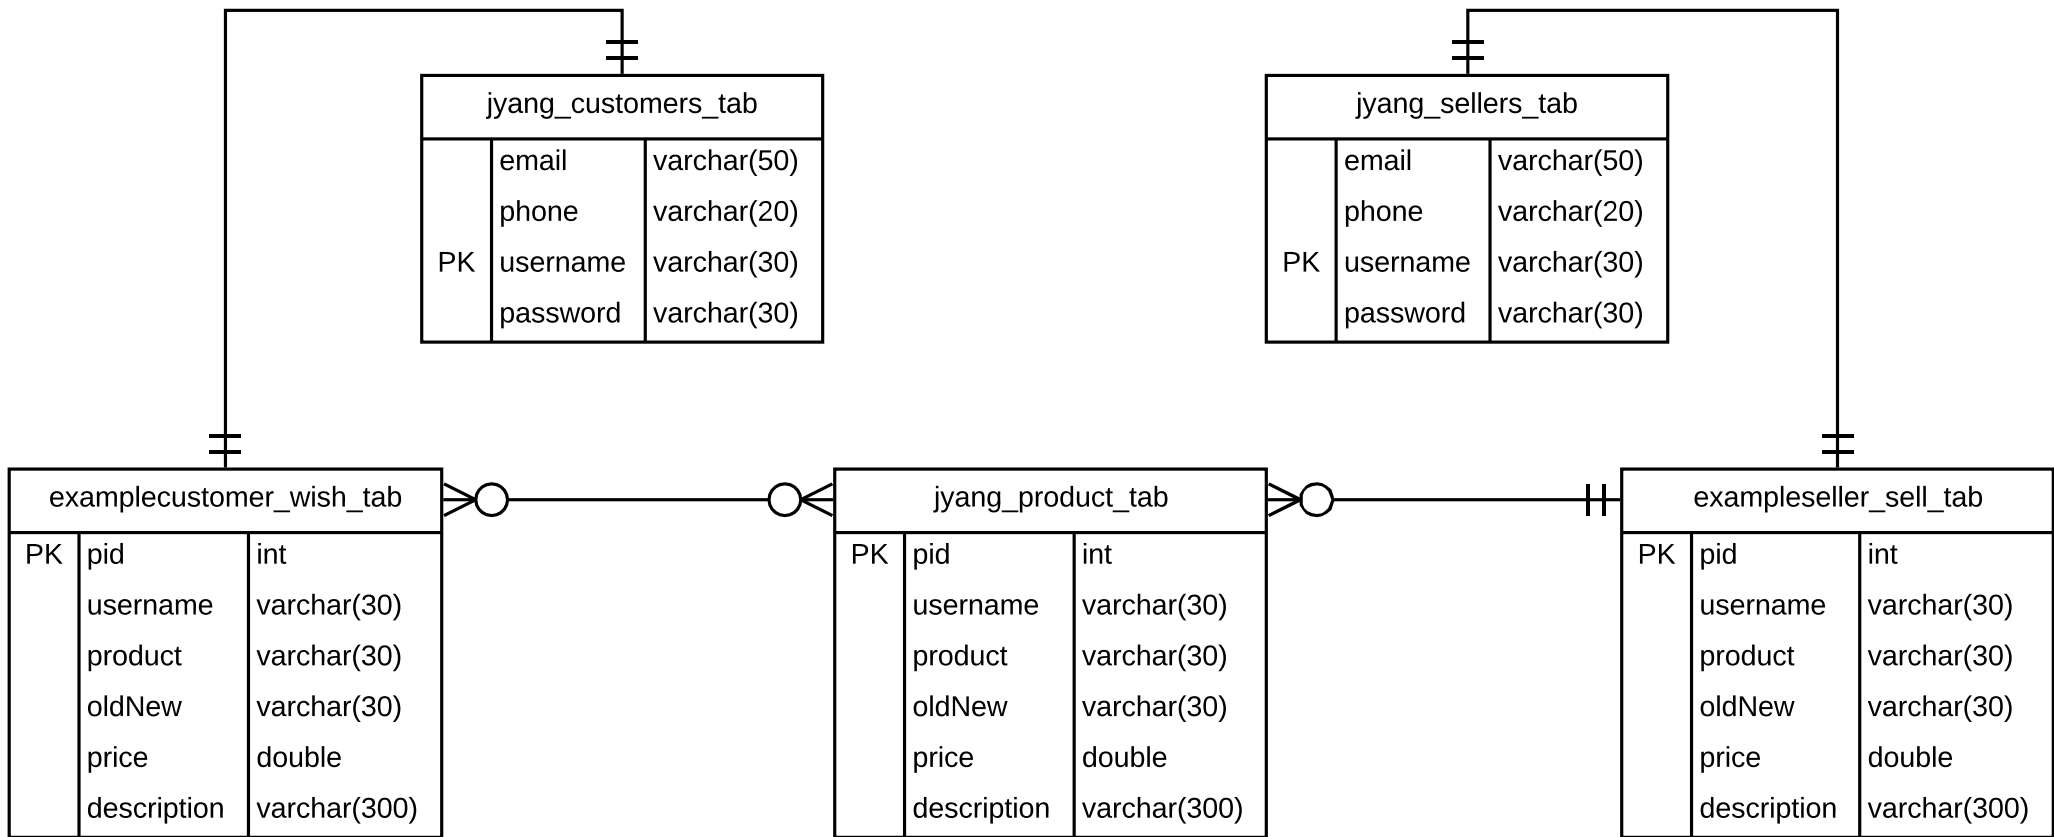 jyang_customers_tab
email varchar(50)
phone varchar(20)
PK username varchar(30)
password varchar(30)
jyang_sellers_tab
email varchar(50)
phone varchar(20)
PK username varchar(30)
password varchar(30)
examplecustomer_wish_tab
PK pid int
username varchar(30)
product varchar(30)
oldNew varchar(30)
price double
description varchar(300)
jyang_product_tab
PK pid int
username varchar(30)
product varchar(30)
oldNew varchar(30)
price double
description varchar(300)
exampleseller_sell_tab
PK pid int
username varchar(30)
product varchar(30)
oldNew varchar(30)
price double
description varchar(300)